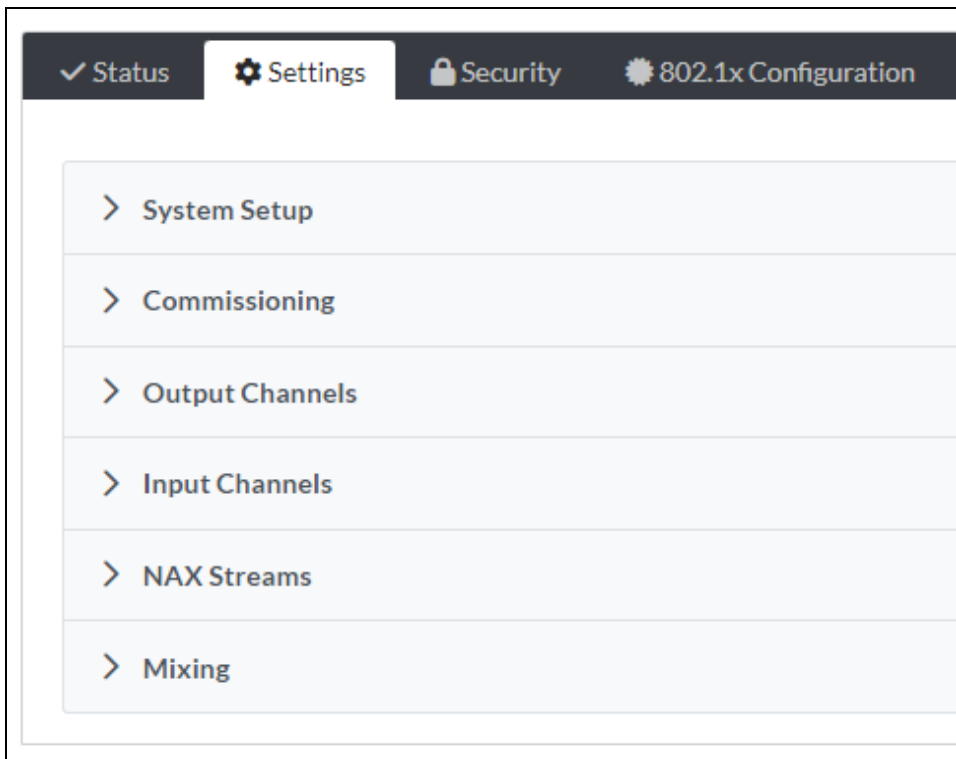 Status Settings Security 802.1x Configuration
System Setup
Commissioning
Output Channels
Input Channels
NAX Streams
Mixing